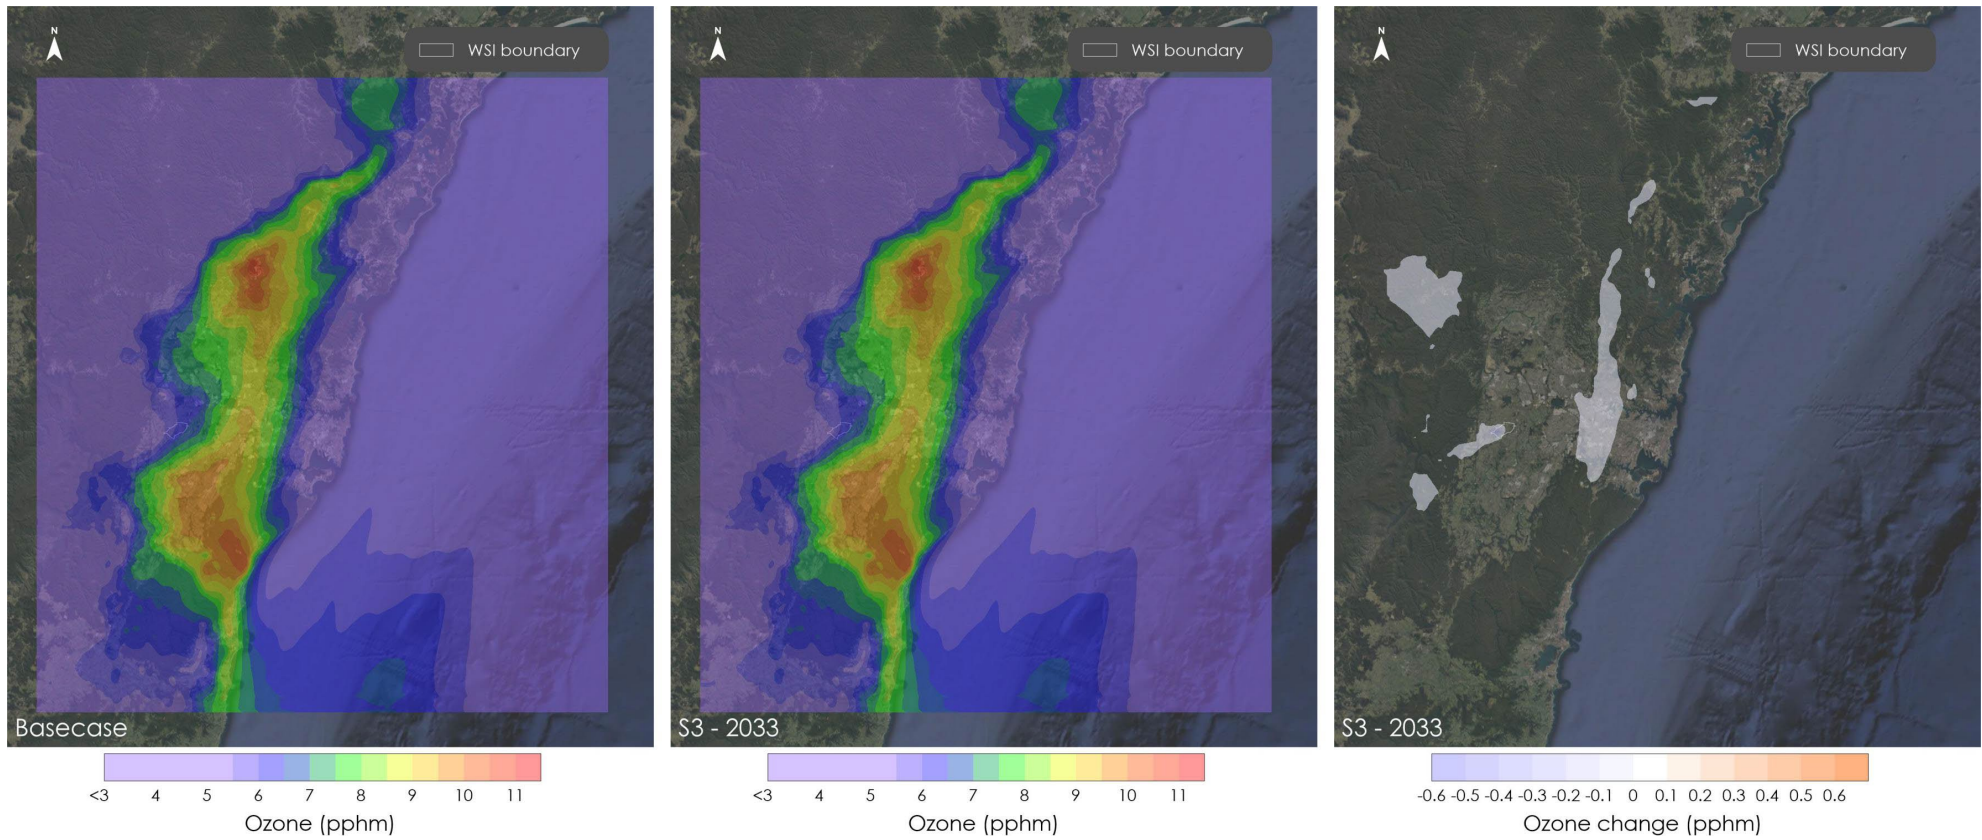 N
WSI boundary
Basecase
<3 4 5 6 7 8 9 10 11
Ozone (pphm)
N
WSI boundary
S3 - 2033
<3 4 5 6 7 8 9 10 11
Ozone (pphm)
N
WSI boundary
S3 - 2033
-0.6 -0.5 -0.4 -0.3 -0.2 -0.1 0 0.1 0.2 0.3 0.4 0.5 0.6
Ozone change (pphm)